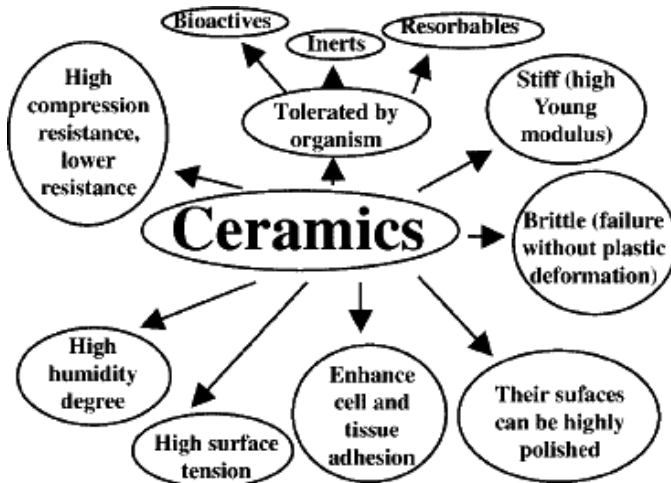 Bioactives
Inerts
Resorbables
High
compression
resistance,
lower
resistance
Tolerated by
organism
Stiff (high
Young
modulus)
Ceramics
Brittle (failure
without plastic
deformation)
High
humidity
degree
High surface
tension
Enhance
cell and
tissue
adhesion
Their sufaces
can be highly
polished